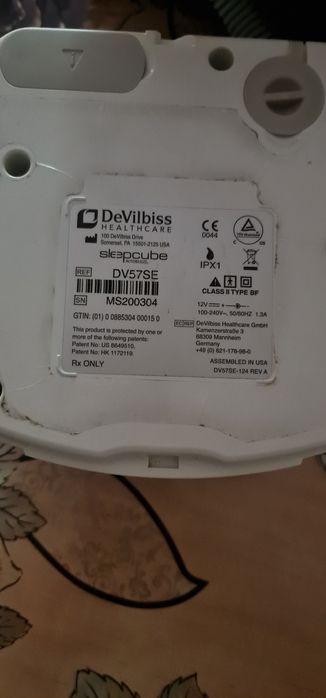 DeVilbiss
HEALTHCARE
100 DeVilbiss Drive
Somerset, PA 15501-2125 USA
sleepcube
REF DV57SE
SN MS200304
GTIN: (01) 0 0885304 00015 0
This product is protected by one or
more of the following patents:
Patent No: US 8649510,
Patent No: HK 1172119.
Rx ONLY
CE
0044
IPX1
CLASS II TYPE BF
12V
100-240V~, 50/60HZ 1.3A
EC REP DeVilbiss Healthcare GmbH
Kamenzerstraße 3
68309 Mannheim
Germany
+49 (0) 621-178-98-0
ASSEMBLED IN USA
DV57SE-124 REV A